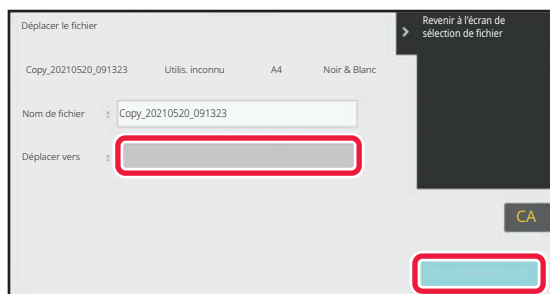 Déplacer le fichier
Revenir à l'écran de
sélection de fichier
Copy_20210520_091323 Utilis. inconnu A4 Noir & Blanc
Nom de fichier : Copy_20210520_091323
Déplacer vers :
CA